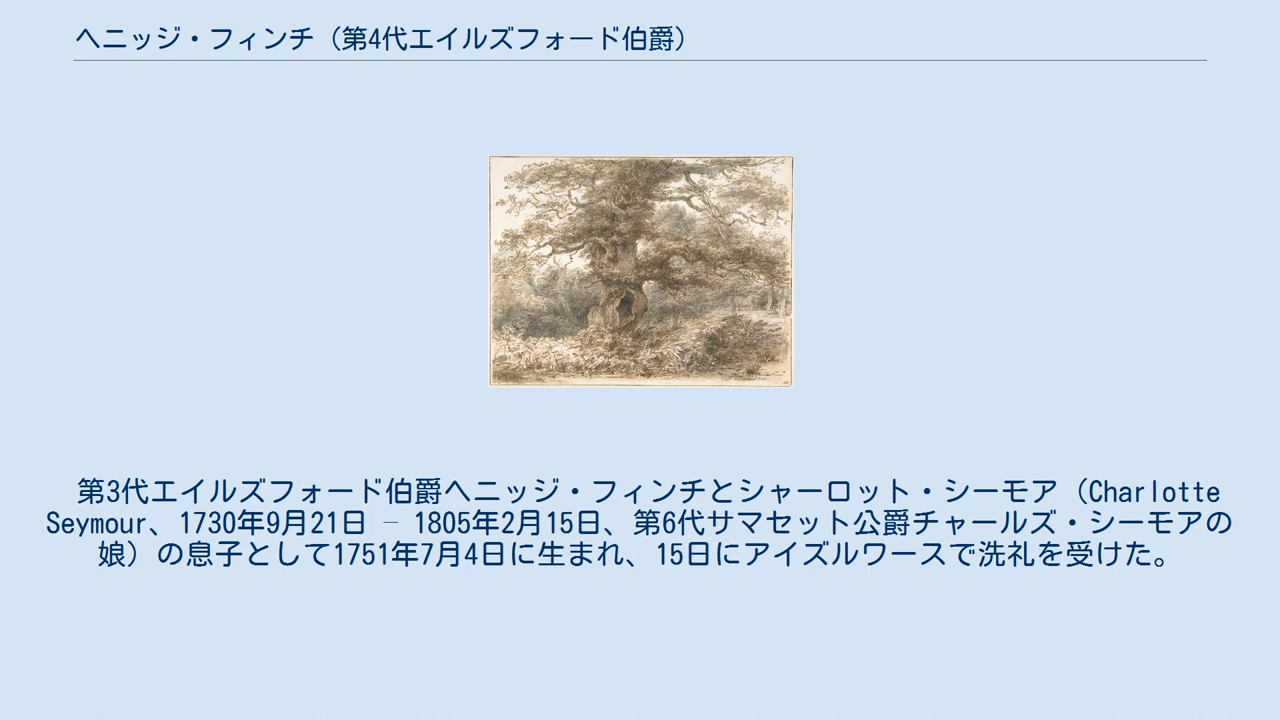 ヘニッジ・フィンチ（第4代エイルズフォード伯爵）
第3代エイルズフォード伯爵ヘニッジ・フィンチとシャーロット・シーモア（Charlotte
Seymour、1730年9月21日 – 1805年2月15日、第6代サマセット公爵チャールズ・シーモアの
娘）の息子として1751年7月4日に生まれ、15日にアイズルワースで洗礼を受けた。